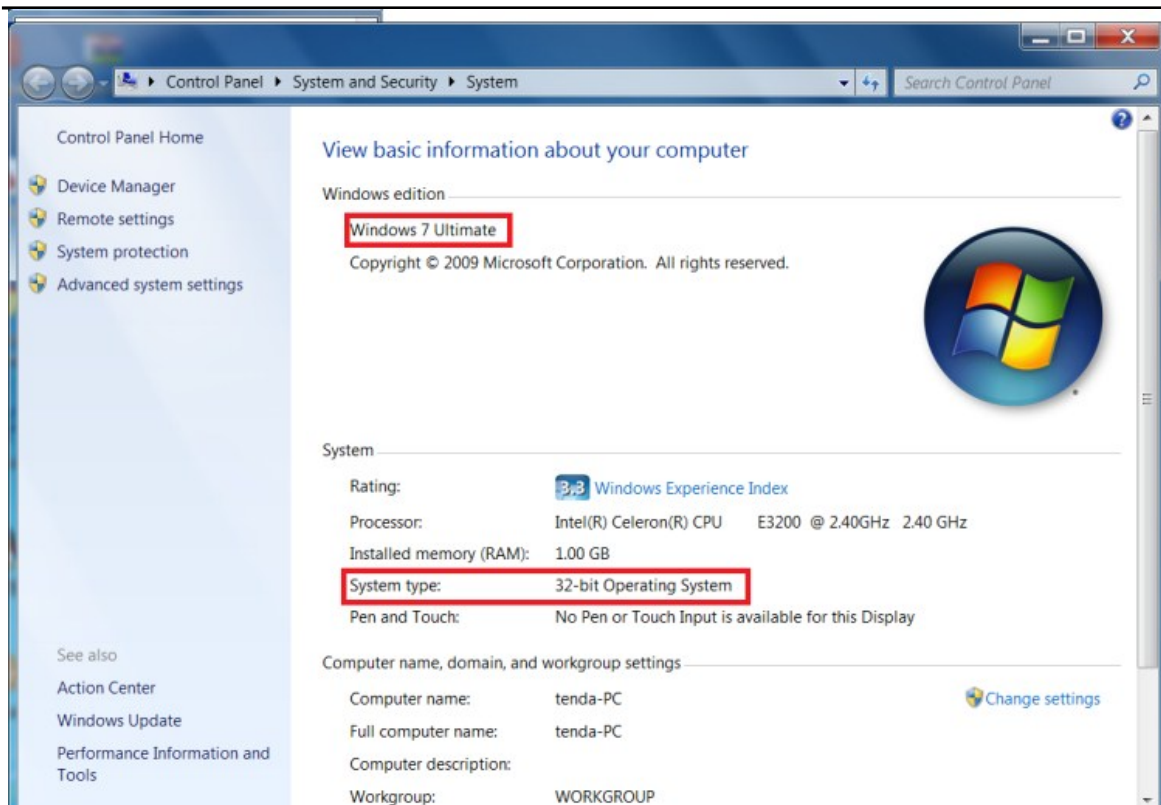 Control Panel System and Security System
Search Control Panel
Control Panel Home
Device Manager
Remote settings
System protection
Advanced system settings
See also
Action Center
Windows Update
Performance Information and
Tools
View basic information about your computer
Windows edition
Windows 7 Ultimate
Copyright © 2009 Microsoft Corporation. All rights reserved.
System
Rating: 3,3 Windows Experience Index
Processor: Intel(R) Celeron(R) CPU E3200 @ 2.40GHz 2.40 GHz
Installed memory (RAM): 1.00 GB
System type: 32-bit Operating System
Pen and Touch: No Pen or Touch Input is available for this Display
Computer name, domain, and workgroup settings
Computer name: tenda-PC
Change settings
Full computer name: tenda-PC
Computer description:
Workgroup: WORKGROUP